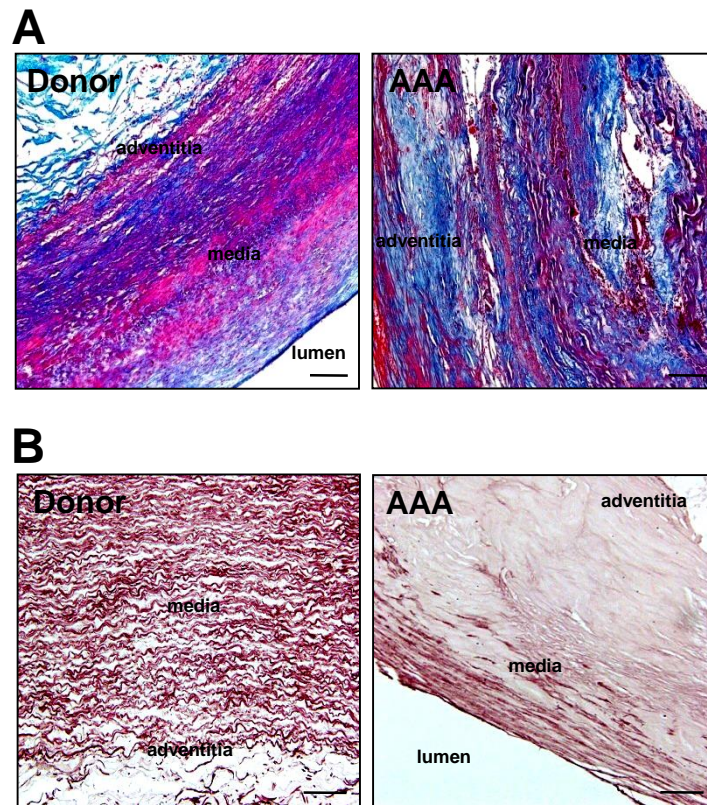 A
Donor
adventitia
media
lumen
AAA
adventitia
media
B
Donor
media
adventitia
AAA
adventitia
media
lumen